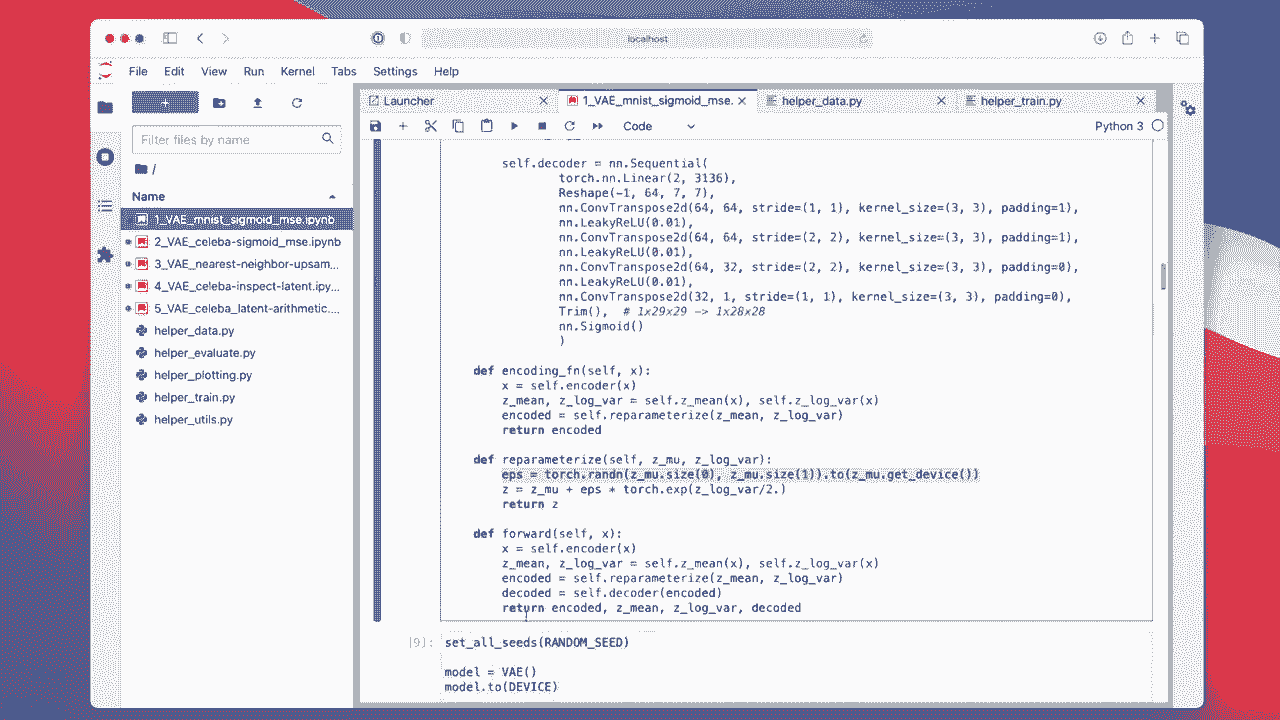 localhost
File Edit View Run Kernel Tabs Settings Help
Launcher
1_VAE_mnist_sigmoid_mse.
helper_data.py
helper_train.py
Filter files by name
Code
Python 3
/
Name
1_VAE_mnist_sigmoid_mse.ipynb
2_VAE_celeba-sigmoid_mse.ipynb
3_VAE_nearest-neighbor-upsam...
4_VAE_celeba-inspect-latent.ipy...
5_VAE_celeba_latent-arithmetic....
helper_data.py
helper_evaluate.py
helper_plotting.py
helper_train.py
helper_utils.py
self.decoder = nn.Sequential(
torch.nn.Linear(2, 3136),
Reshape(-1, 64, 7, 7),
nn.ConvTranspose2d(64, 64, stride=(1, 1), kernel_size=(3, 3), padding=1),
nn.LeakyReLU(0.01),
nn.ConvTranspose2d(64, 64, stride=(2, 2), kernel_size=(3, 3), padding=1),
nn.LeakyReLU(0.01),
nn.ConvTranspose2d(64, 32, stride=(2, 2), kernel_size=(3, 3), padding=0),
nn.LeakyReLU(0.01),
nn.ConvTranspose2d(32, 1, stride=(1, 1), kernel_size=(3, 3), padding=0),
Trim(), # 1x29x29 -> 1x28x28
nn.Sigmoid()
)
def encoding_fn(self, x):
x = self.encoder(x)
z_mean, z_log_var = self.z_mean(x), self.z_log_var(x)
encoded = self.reparameterize(z_mean, z_log_var)
return encoded
def reparameterize(self, z_mu, z_log_var):
eps = torch.randn(z_mu.size(0), z_mu.size(1)).to(z_mu.get_device())
z = z_mu + eps * torch.exp(z_log_var/2.)
return z
def forward(self, x):
x = self.encoder(x)
z_mean, z_log_var = self.z_mean(x), self.z_log_var(x)
encoded = self.reparameterize(z_mean, z_log_var)
decoded = self.decoder(encoded)
return encoded, z_mean, z_log_var, decoded
[9]: set_all_seeds(RANDOM_SEED)
model = VAE()
model.to(DEVICE)